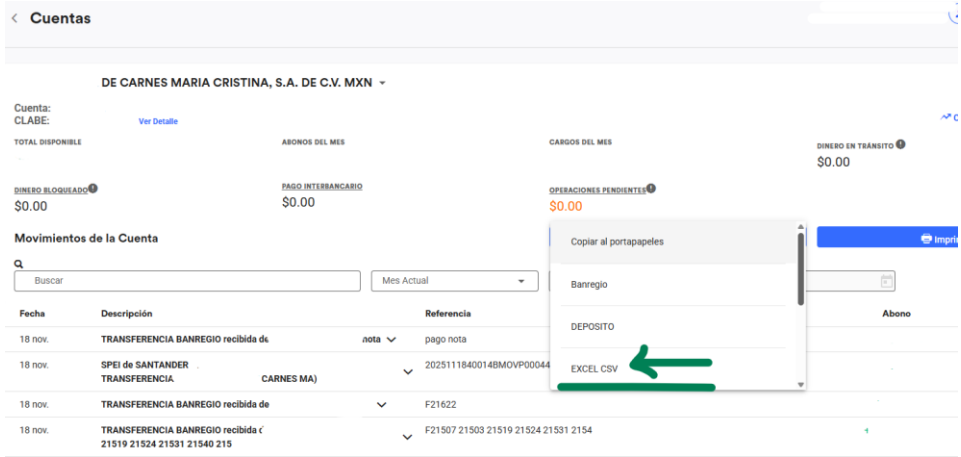 Cuentas
DE CARNES MARIA CRISTINA, S.A. DE C.V. MXN
Cuenta:
CLABE:
Ver Detalle
TOTAL DISPONIBLE
ABONOS DEL MES
CARGOS DEL MES
DINERO EN TRÁNSITO
$0.00
DINERO BLOQUEADO
$0.00
PAGO INTERBANCARIO
$0.00
OPERACIONES PENDIENTES
$0.00
Movimientos de la Cuenta
Copiar al portapapeles
Banregio
DEPOSITO
EXCEL CSV
Buscar
Mes Actual
Fecha Descripción Referencia Abono
18 nov. TRANSFERENCIA BANREGIO recibida nota pago nota
18 nov. SPEI de SANTANDER 2025111840014BMOVP00044
TRANSFERENCIA CARNES MA)
18 nov. TRANSFERENCIA BANREGIO recibida de F21622
18 nov. TRANSFERENCIA BANREGIO recibida F21507 21503 21519 21524 21531 2154
21519 21524 21531 21540 215